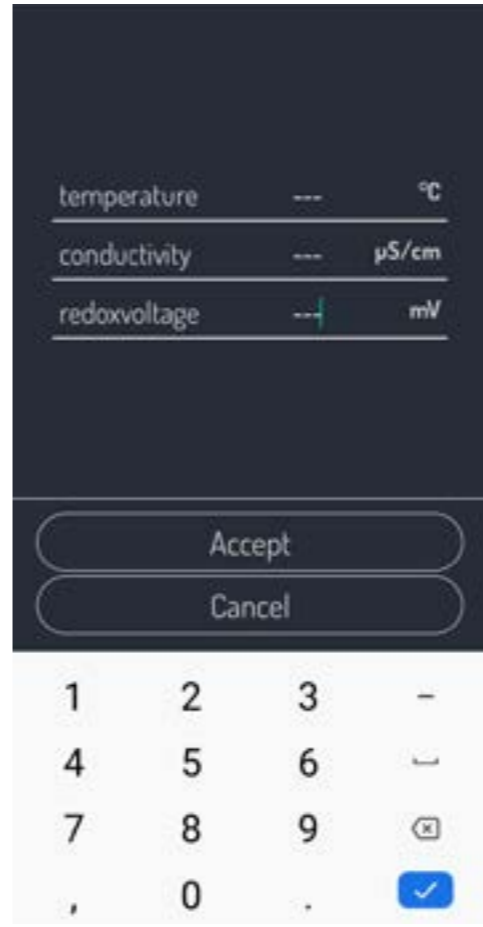 temperature --- °C
conductivity --- µS/cm
redoxvoltage --- mV
Accept
Cancel
1 2 3 -
4 5 6
7 8 9
, 0 .